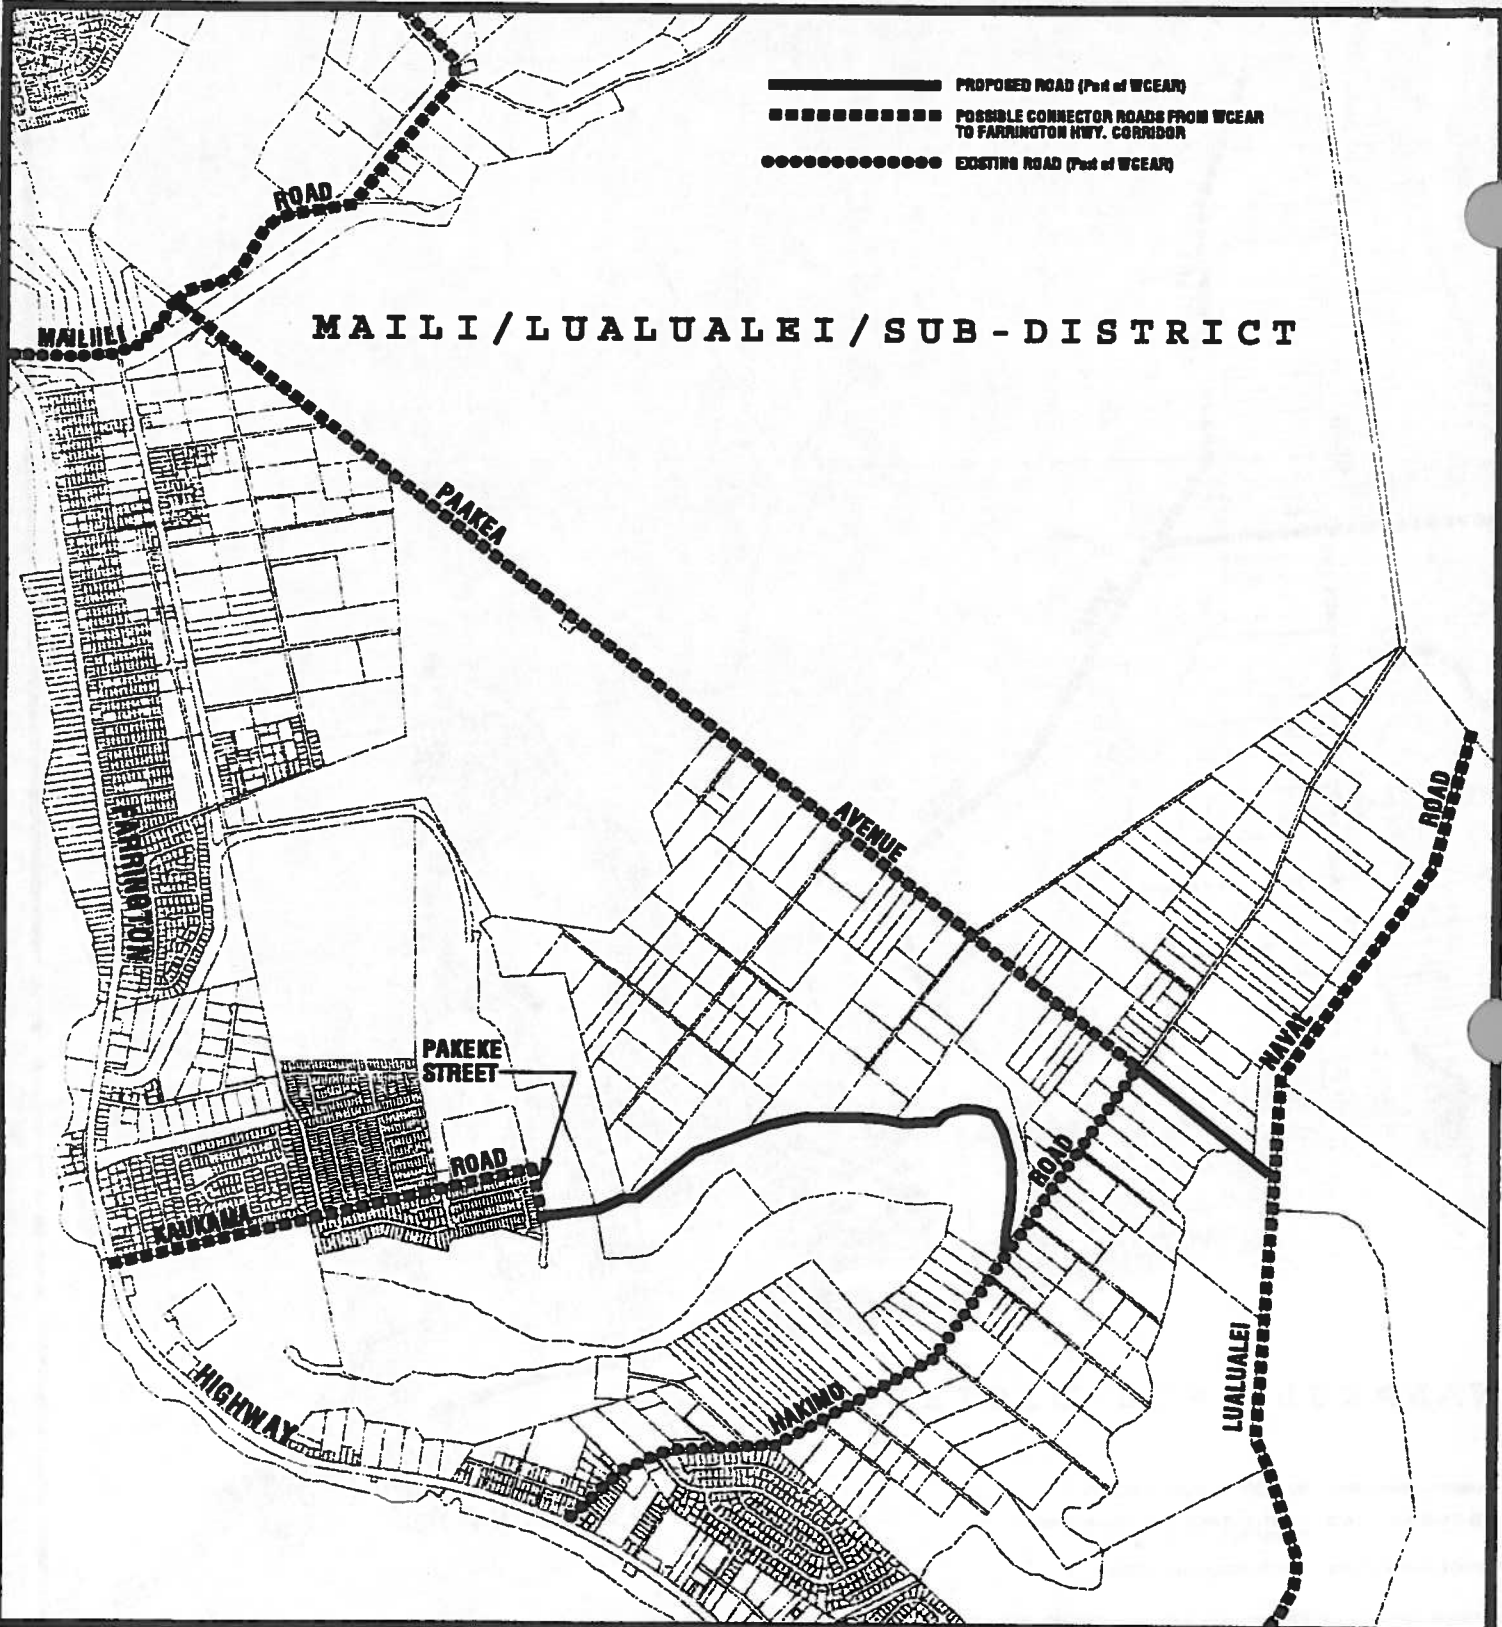 PROPOSED ROAD (Part of WCEAR)
POSSIBLE CONNECTOR ROADS FROM WCEAR
TO FARRINGTON HWY. CORRIDOR
EXISTING ROAD (Part of WCEAR)
ROAD
MAILIILI
MAILI/LUALUALEI/SUB-DISTRICT
PAAKEA
AVENUE
ROAD
FARRINGTON
NAVAL
PAKEKE
STREET
ROAD
ROAD
KAUKAMA
LUALUALEI
HIGHWAY
HAKIMO